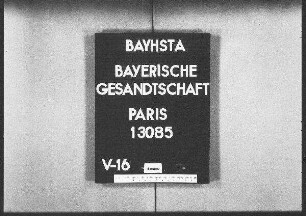 BAYHSTA
BAYERISCHE
GESANDTSCHAFT
PARIS
13085
V-16